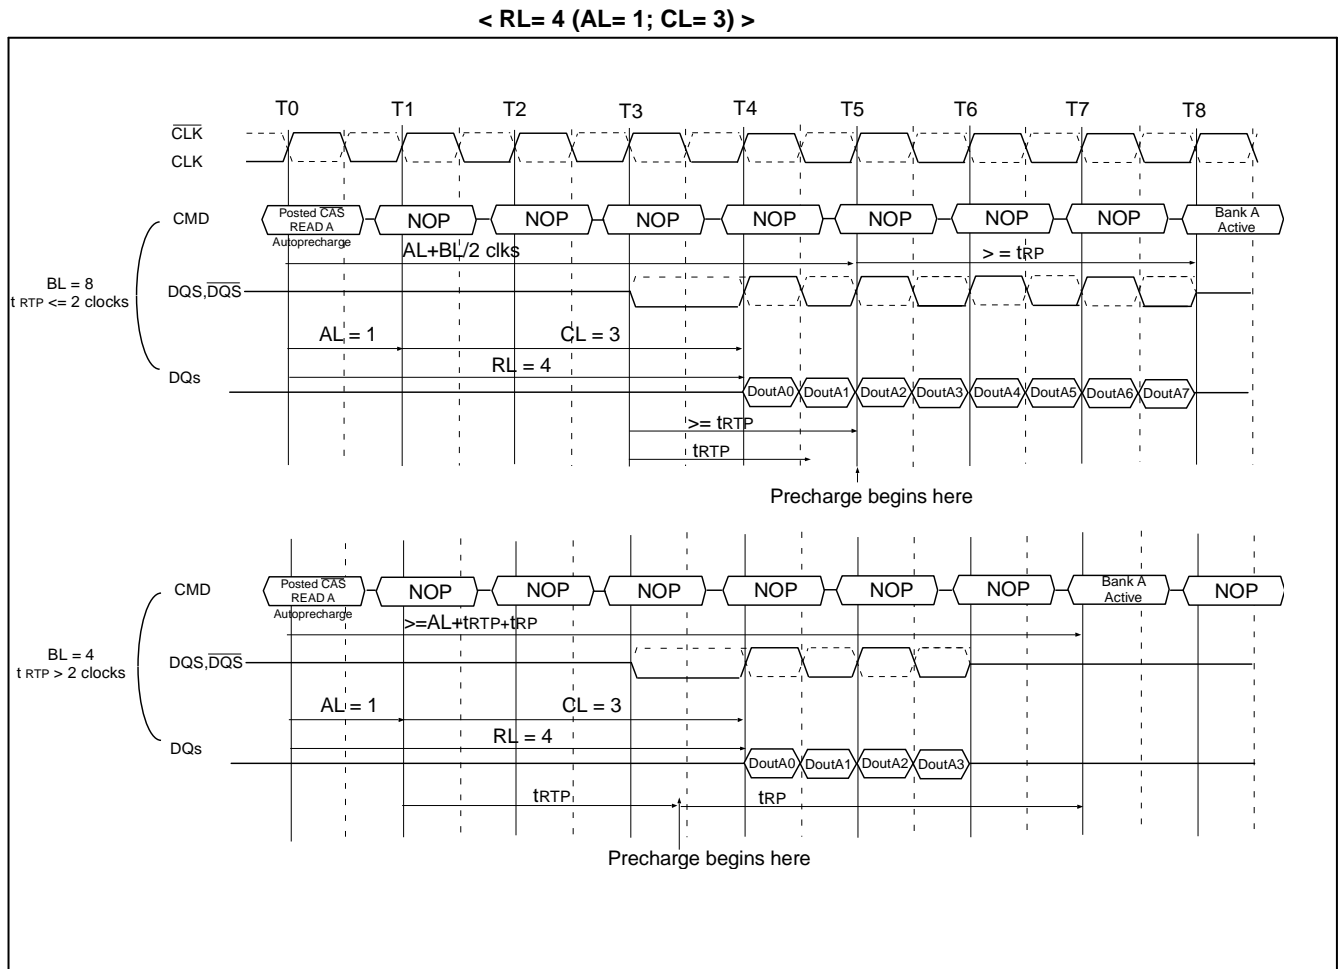 < RL= 4 (AL= 1; CL= 3) >
T0 T1 T2 T3 T4 T5 T6 T7 T8
CLK
CLK
CMD
Posted CAS
READ A
Autoprecharge
NOP NOP NOP NOP NOP NOP NOP
Bank A
Active
AL+BL/2 clks
> = tRP
BL = 8
t RTP <= 2 clocks
DQS,DQS
AL = 1
CL = 3
RL = 4
DQs
DoutA0 DoutA1 DoutA2 DoutA3 DoutA4 DoutA5 DoutA6 DoutA7
>= tRTP
tRTP
Precharge begins here
CMD
Posted CAS
READ A
Autoprecharge
NOP NOP NOP NOP NOP NOP
Bank A
Active
NOP
>=AL+tRTP+tRP
BL = 4
t RTP > 2 clocks
DQS,DQS
AL = 1
CL = 3
RL = 4
DQs
DoutA0 DoutA1 DoutA2 DoutA3
tRTP
tRP
Precharge begins here